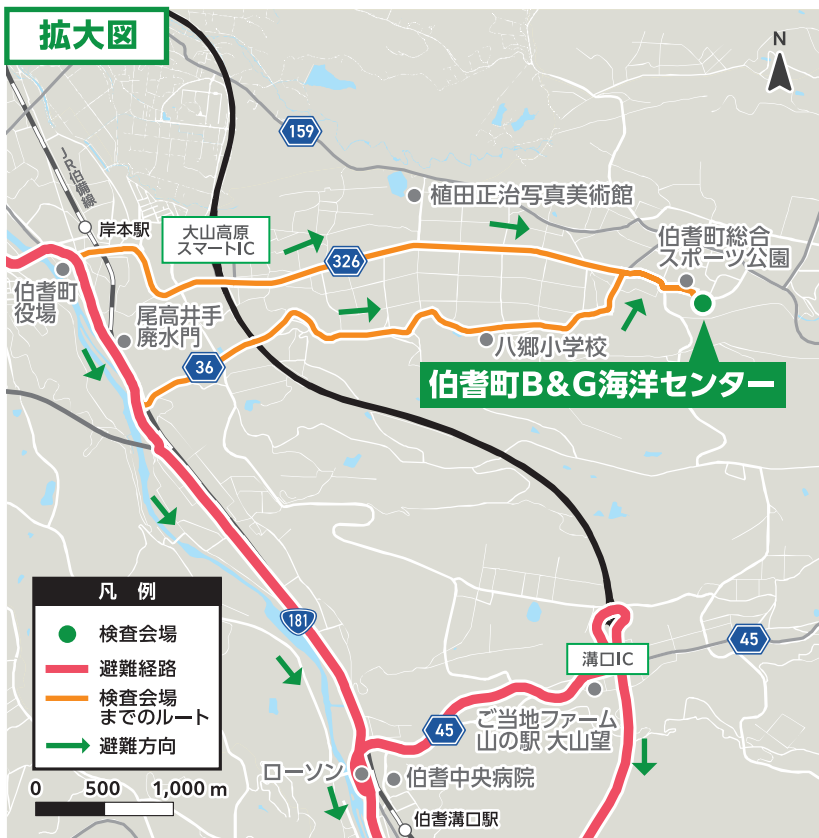 拡大図
N
159
JR伯備線
植田正治写真美術館
岸本駅
大山高原
スマートIC
326
伯耆町総合
スポーツ公園
伯耆町
役場
尾高井手
廃水門
36
八郷小学校
伯耆町B&G海洋センター
凡 例
検査会場
避難経路
検査会場
までのルート
避難方向
0 500 1,000 m
181
溝口IC
45
ご当地ファーム
山の駅 大山望
45
ローソン
伯耆中央病院
伯耆溝口駅